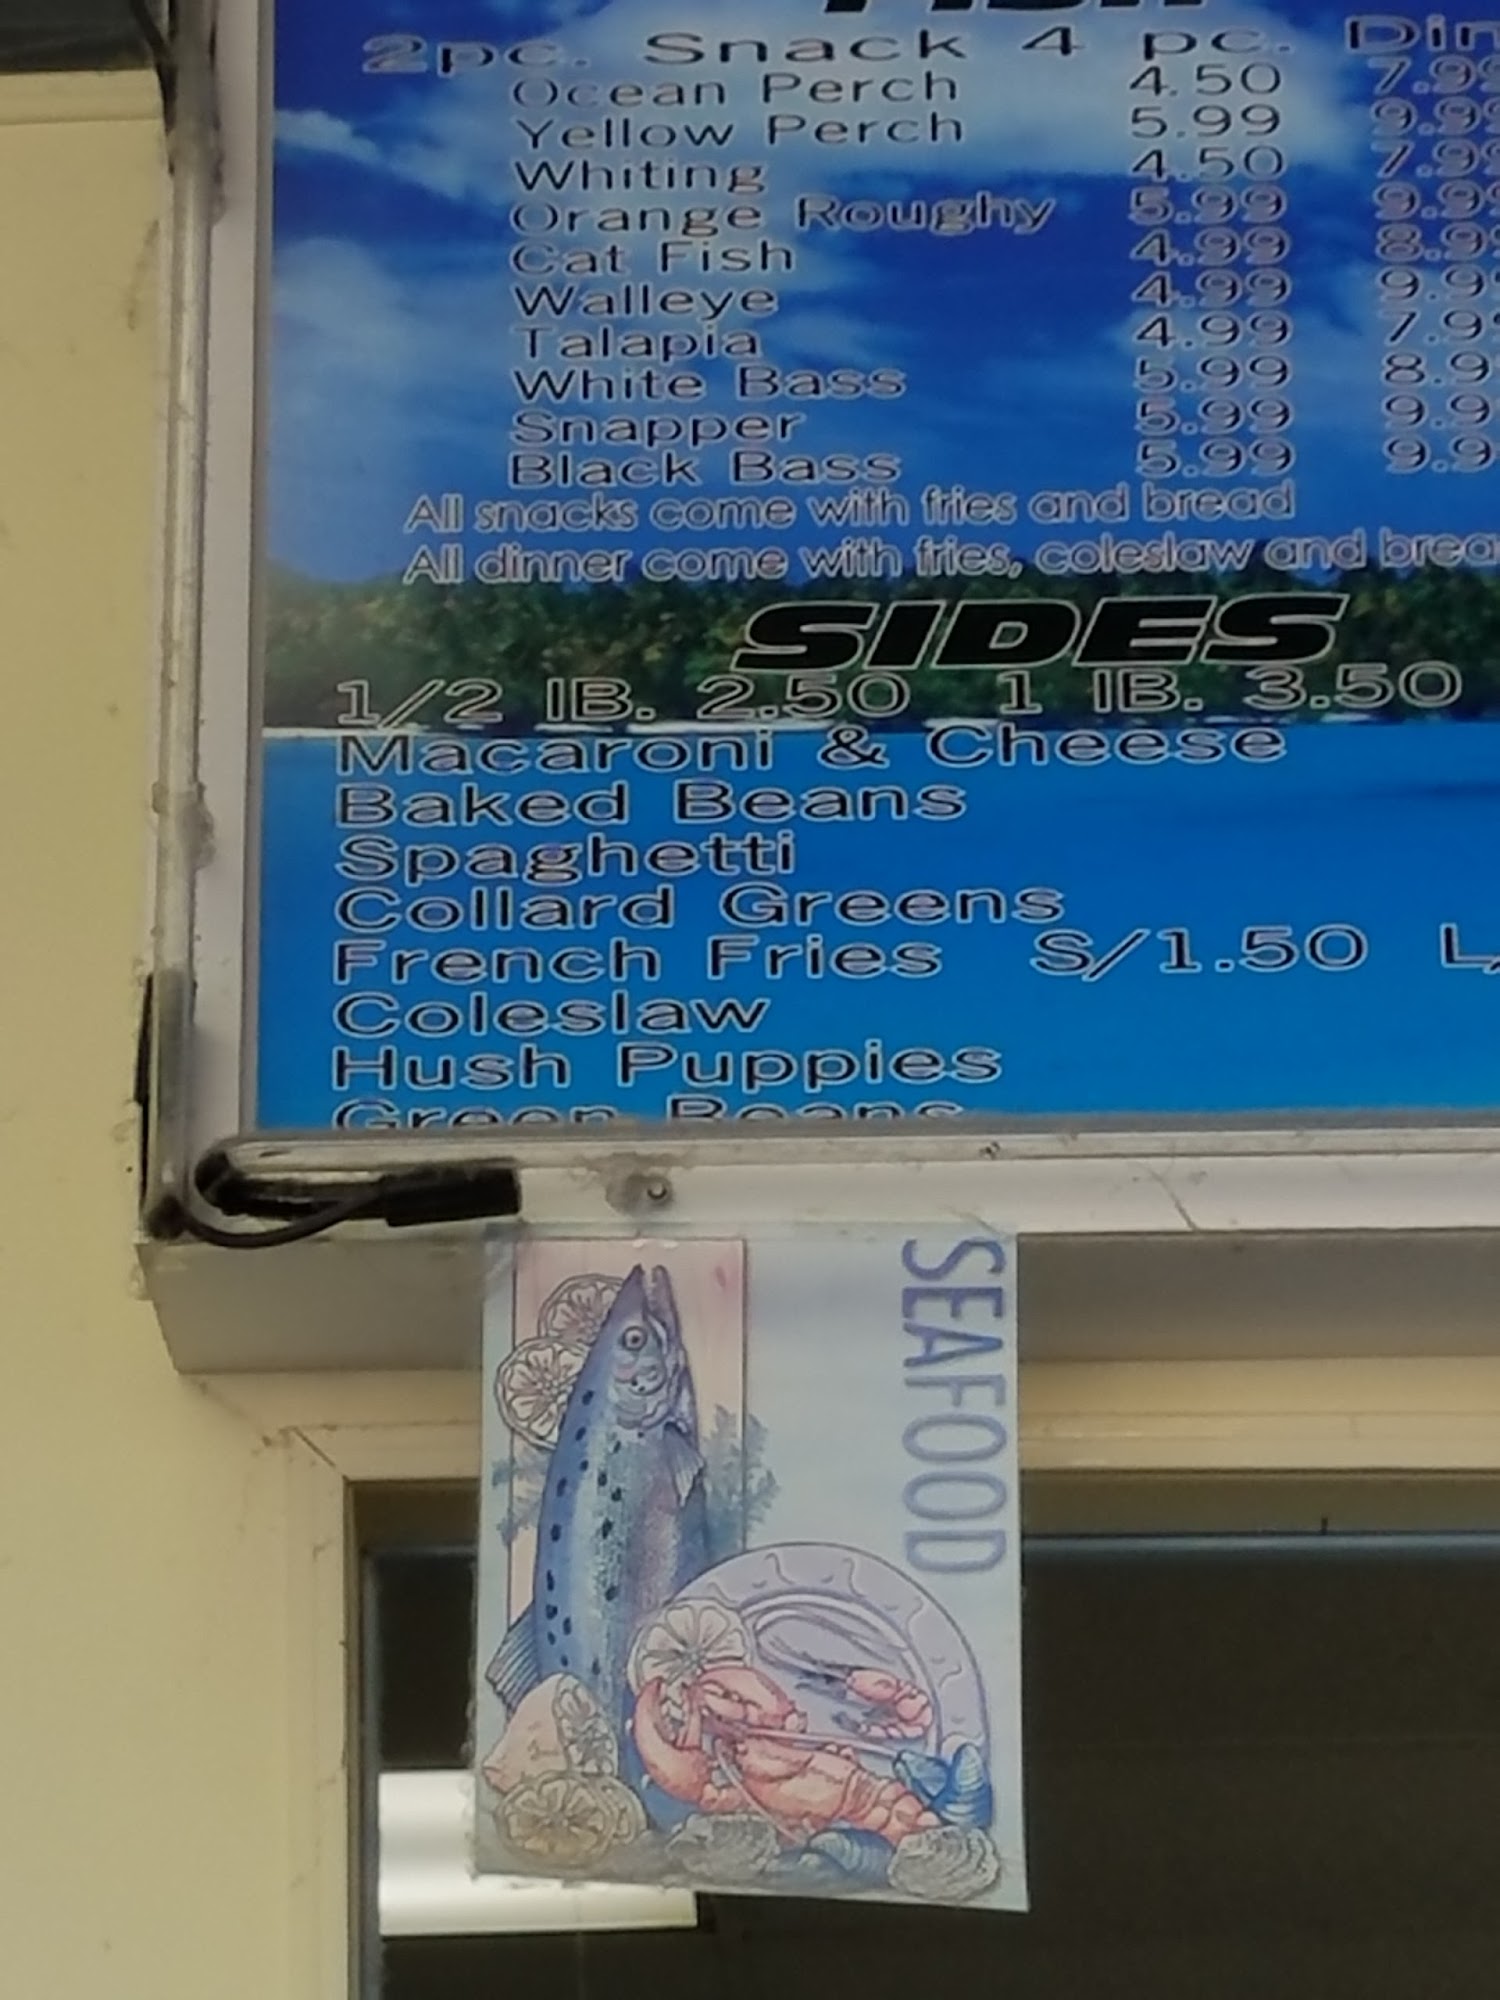 2pc. Snack 4 pc.
Ocean Perch 4.50
Yellow Perch 5.99
Whiting 4.50
Orange Roughy 5.99
Cat Fish 4.99
Walleye 4.99
Talapia 4.99
White Bass 5.99
Snapper 5.99
Black Bass 5.99
All snacks come with fries and bread
All dinner come with fries, coleslaw and
SIDES
1/2 lB. 2.50 1 lB. 3.50
Macaroni & Cheese
Baked Beans
Spaghetti
Collard Greens
French Fries S/1.50
Coleslaw
Hush Puppies
Green Beans
SEAFOOD